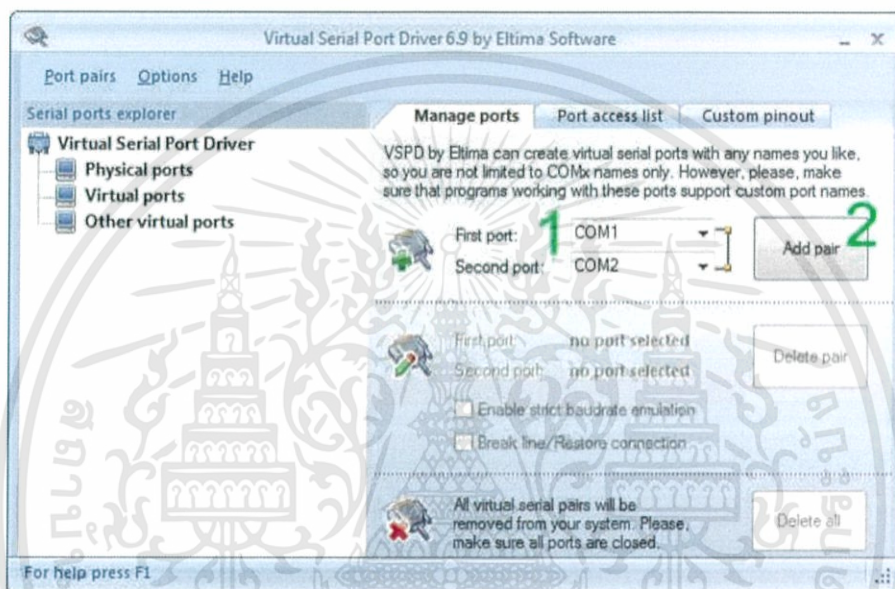 Virtual Serial Port Driver 6.9 by Eltima Software
Port pairs Options Help
Serial ports explorer
Virtual Serial Port Driver
Physical ports
Virtual ports
Other virtual ports
Manage ports Port access list Custom pinout
VSPD by Eltima can create virtual serial ports with any names you like,
so you are not limited to COMx names only. However, please, make
sure that programs working with these ports support custom port names.
1 2
First port: COM1
Second port: COM2
Add pair
First port: no port selected
Second port: no port selected
Delete pair
Enable strict baudrate emulation
Break line/Restore connection
All virtual serial pairs will be
removed from your system. Please,
make sure all ports are closed.
Delete all
For help press F1